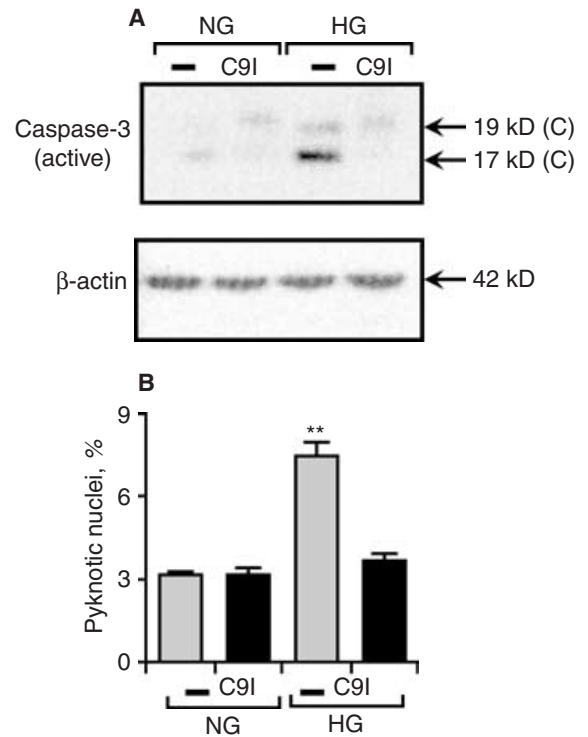 A
NG HG
– C9I – C9I
Caspase-3
(active)
19 kD (C)
17 kD (C)
β-actin
42 kD
B
Pyknotic nuclei, %
9
6
3
0
**
– C9I – C9I
NG HG